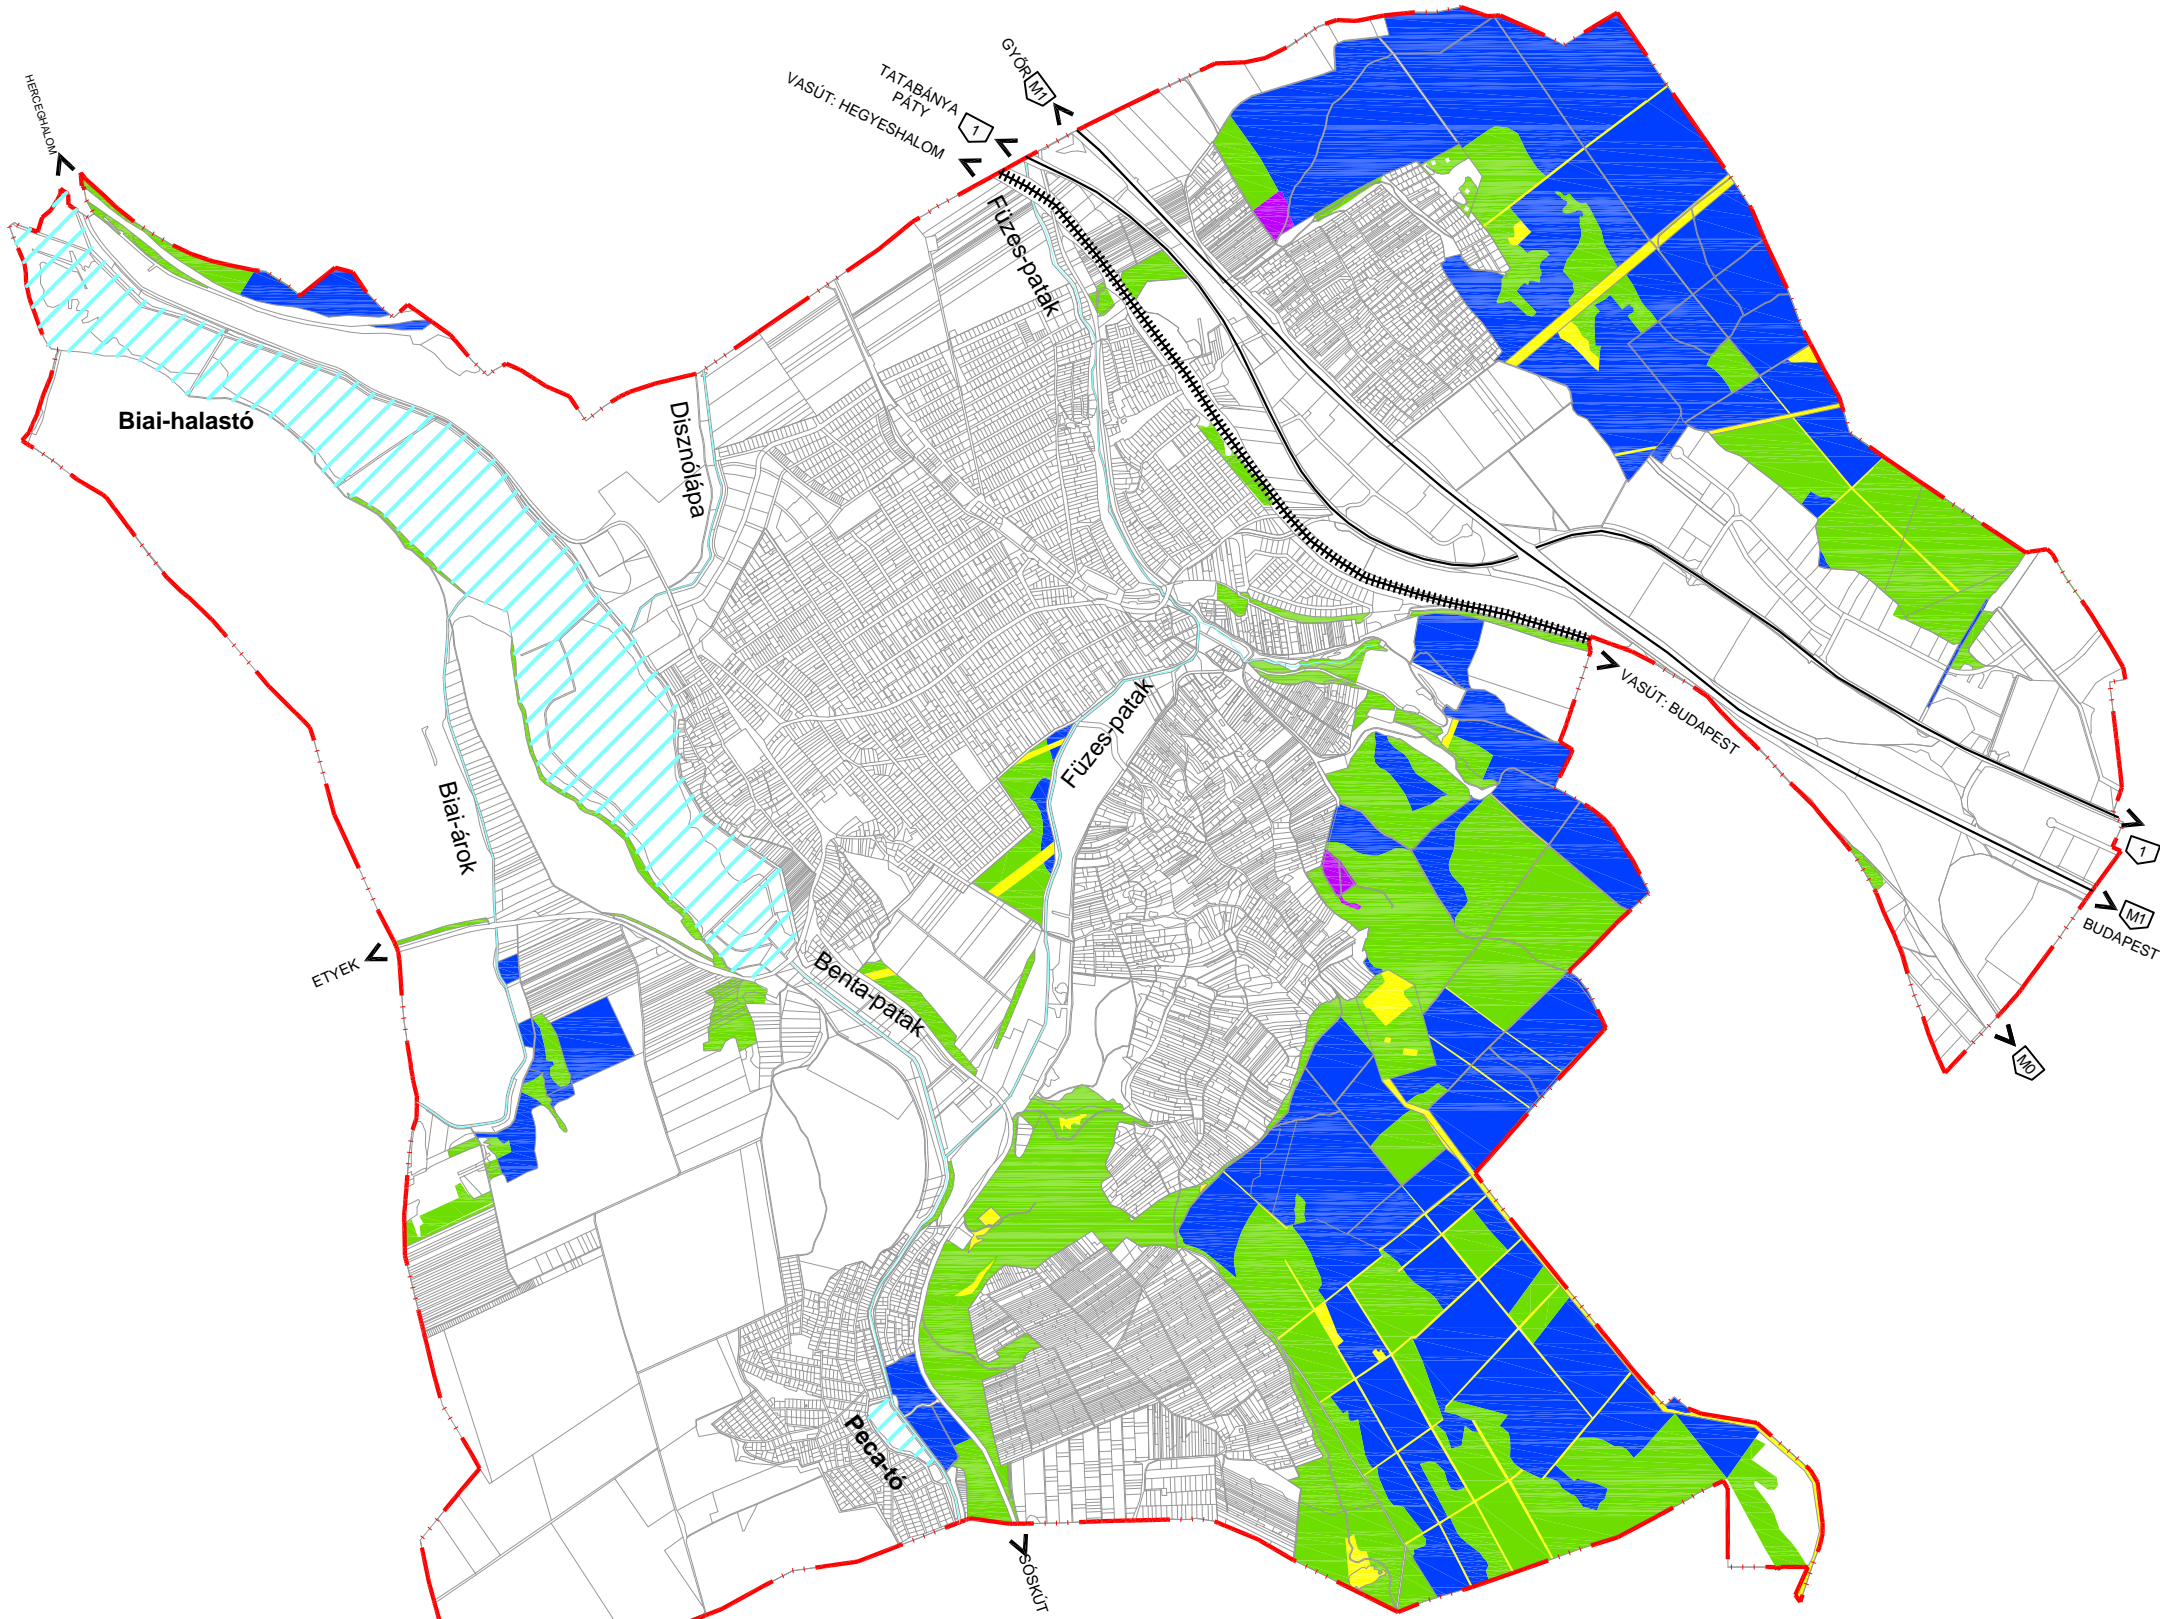 GYŐR
M1
TATABÁNYA
PÁTY
1
VASÚT: HEGYESHALOM
HERCEGHALOM
Füzes-patak
Biai-halastó
Disznólápa
Füzes-patak
VASÚT: BUDAPEST
Biai-árok
1
M1
BUDAPEST
ETYEK
Benta-patak
M0
Peca-tó
SÓSKÚT